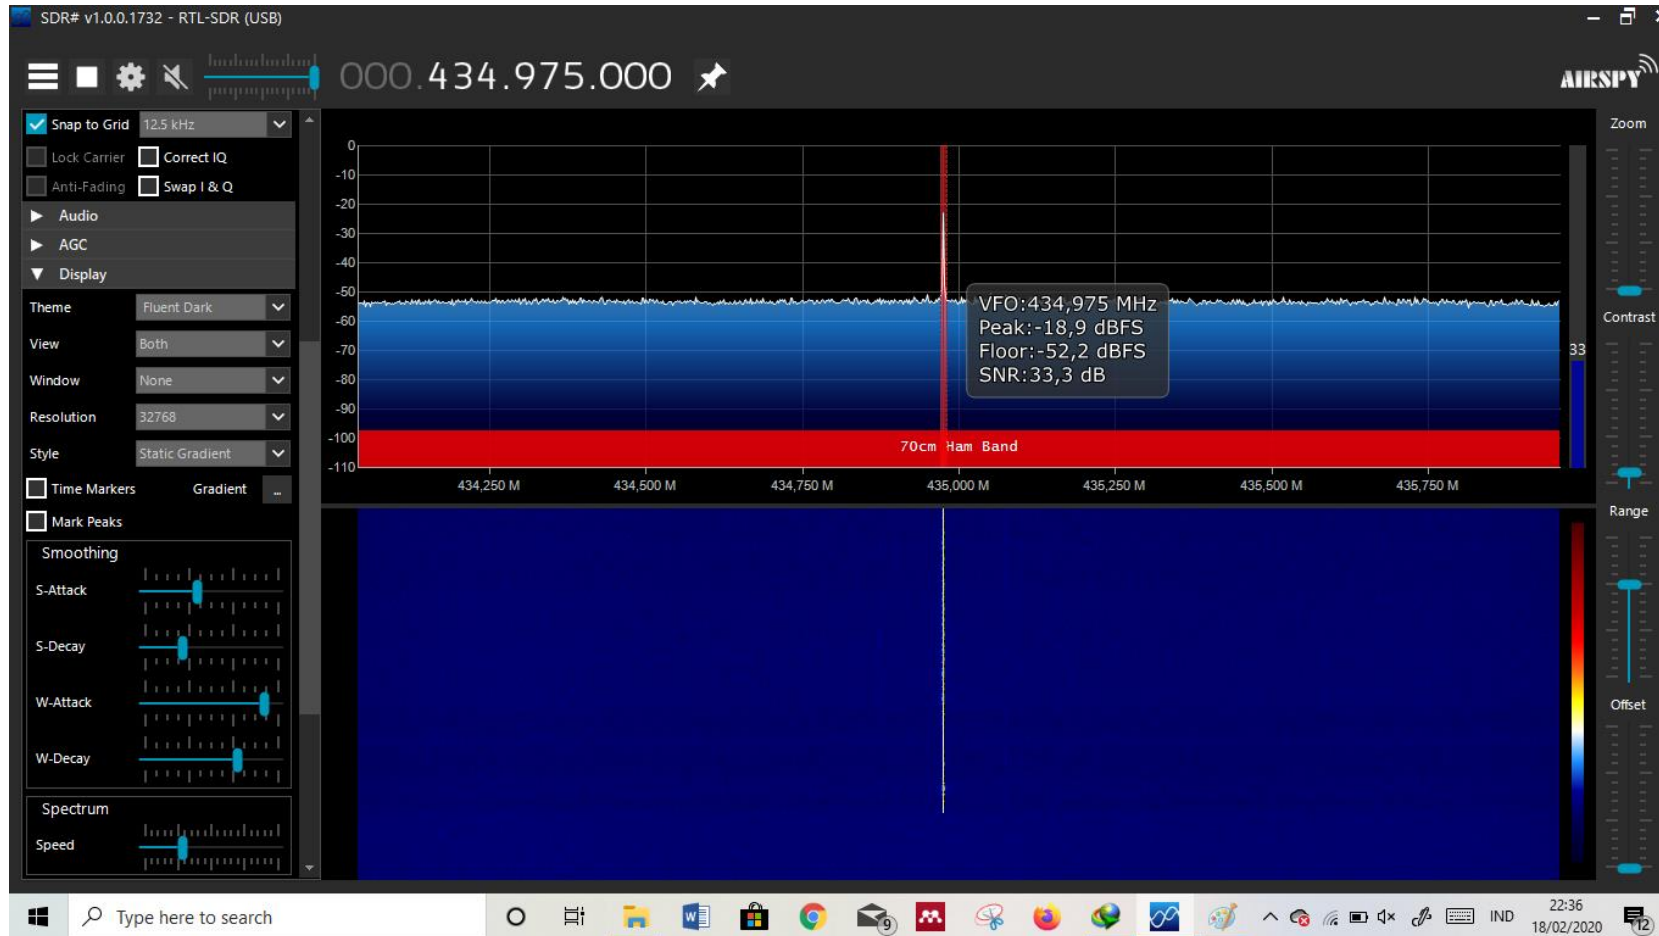 SDR# v1.0.0.1732 - RTL-SDR (USB)
000.434.975.000
AIRSPY
Snap to Grid 12.5 kHz
Lock Carrier Correct IQ
Anti-Fading Swap I & Q
Audio
AGC
Display
Theme Fluent Dark
View Both
Window None
Resolution 32768
Style Static Gradient
Time Markers Gradient ...
Mark Peaks
Smoothing
S-Attack
S-Decay
W-Attack
W-Decay
Spectrum
Speed
0
-10
-20
-30
-40
-50
-60
-70
-80
-90
-100
-110
VFO:434,975 MHz
Peak:-18,9 dBFS
Floor:-52,2 dBFS
SNR:33,3 dB
70cm Ham Band
434,250 M 434,500 M 434,750 M 435,000 M 435,250 M 435,500 M 435,750 M
33
Zoom
Contrast
Range
Offset
Type here to search
W
9
IND
22:36
18/02/2020
12